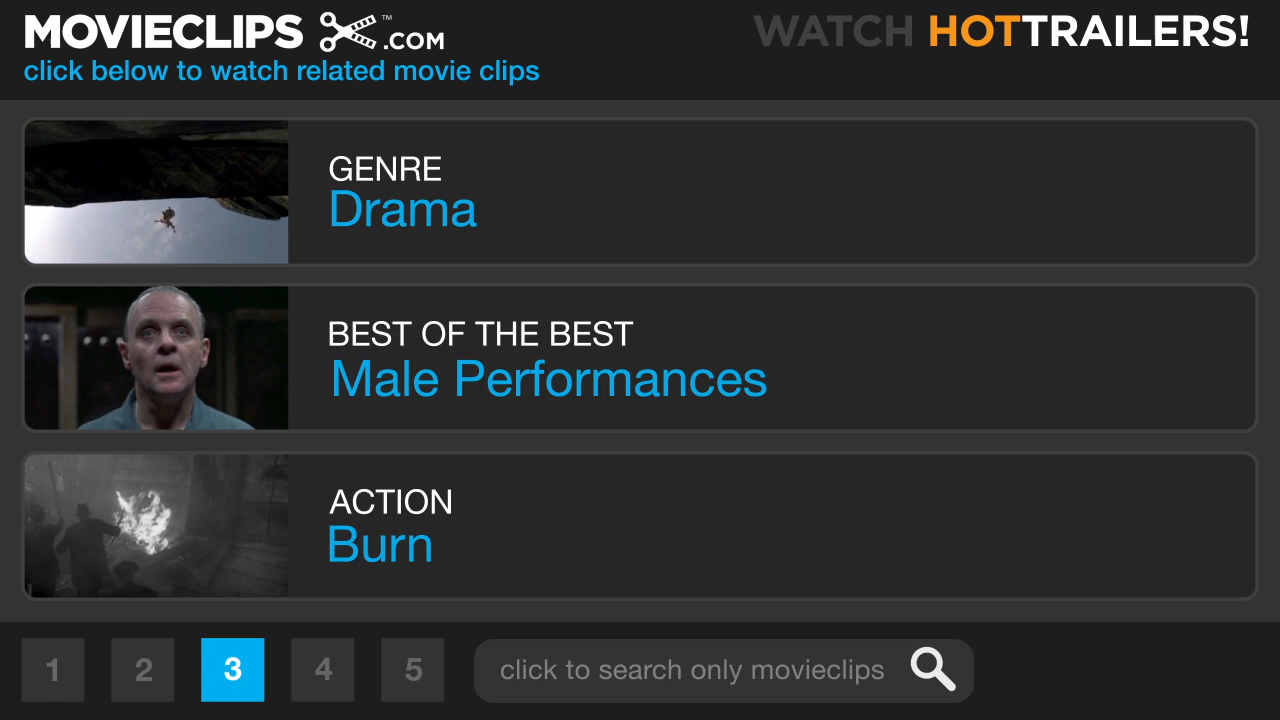 MOVIECLIPS ™ .COM
WATCH HOTTRAILERS!
click below to watch related movie clips
GENRE
Drama
BEST OF THE BEST
Male Performances
ACTION
Burn
1 2 3 4 5 click to search only movieclips